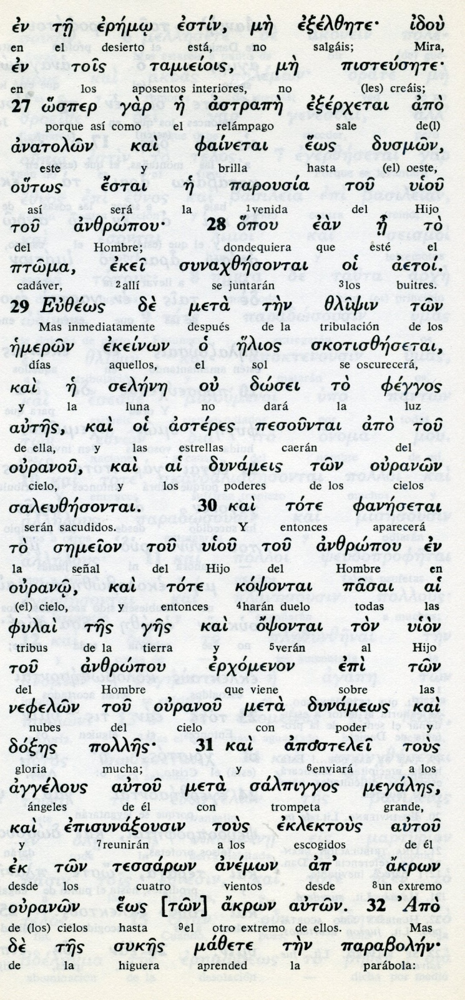 ἐν τῇ ἐρήμῳ ἐστίν, μὴ ἐξέλθητε· ἰδοὺ
en el desierto está, no salgáis; Mira,
ἐν τοῖς ταμιείοις, μὴ πιστεύσητε·
en los aposentos interiores, no (les) creáis;
27 ὥσπερ γὰρ ἡ ἀστραπὴ ἐξέρχεται ἀπὸ
porque así como el relámpago sale de(l)
ἀνατολῶν καὶ φαίνεται ἕως δυσμῶν,
este y brilla hasta (el) oeste,
οὕτως ἔσται ἡ παρουσία τοῦ υἱοῦ
así será la 1venida del Hijo
τοῦ ἀνθρώπου· 28 ὅπου ἐὰν ᾖ τὸ
del Hombre; dondequiera que esté el
πτῶμα, ἐκεῖ συναχθήσονται οἱ ἀετοί.
cadáver, 2allí se juntarán 3los buitres.
29 Εὐθέως δὲ μετὰ τὴν θλῖψιν τῶν
Mas inmediatamente después de la tribulación de los
ἡμερῶν ἐκείνων ὁ ἥλιος σκοτισθήσεται,
días aquellos, el sol se oscurecerá,
καὶ ἡ σελήνη οὐ δώσει τὸ φέγγος
y la luna no dará la luz
αὐτῆς, καὶ οἱ ἀστέρες πεσοῦνται ἀπὸ τοῦ
de ella, y las estrellas caerán del
οὐρανοῦ, καὶ αἱ δυνάμεις τῶν οὐρανῶν
cielo, y los poderes de los cielos
σαλευθήσονται. 30 καὶ τότε φανήσεται
serán sacudidos. Y entonces aparecerá
τὸ σημεῖον τοῦ υἱοῦ τοῦ ἀνθρώπου ἐν
la señal del Hijo del Hombre en
οὐρανῷ, καὶ τότε κόψονται πᾶσαι αἱ
(el) cielo, y entonces 4harán duelo todas las
φυλαὶ τῆς γῆς καὶ ὄψονται τὸν υἱὸν
tribus de la tierra y 5verán al Hijo
τοῦ ἀνθρώπου ἐρχόμενον ἐπὶ τῶν
del Hombre que viene sobre las
νεφελῶν τοῦ οὐρανοῦ μετὰ δυνάμεως καὶ
nubes del cielo con poder y
δόξης πολλῆς· 31 καὶ ἀποστελεῖ τοὺς
gloria mucha; y 6enviará a los
ἀγγέλους αὐτοῦ μετὰ σάλπιγγος μεγάλης,
ángeles de él con trompeta grande,
καὶ ἐπισυνάξουσιν τοὺς ἐκλεκτοὺς αὐτοῦ
y 7reunirán a los escogidos de él
ἐκ τῶν τεσσάρων ἀνέμων ἀπ' ἄκρων
desde los cuatro vientos desde 8un extremo
οὐρανῶν ἕως [τῶν] ἄκρων αὐτῶν. 32 Ἀπὸ
de (los) cielos hasta 9el otro extremo de ellos. Mas
δὲ τῆς συκῆς μάθετε τὴν παραβολήν·
de la higuera aprended la parábola: